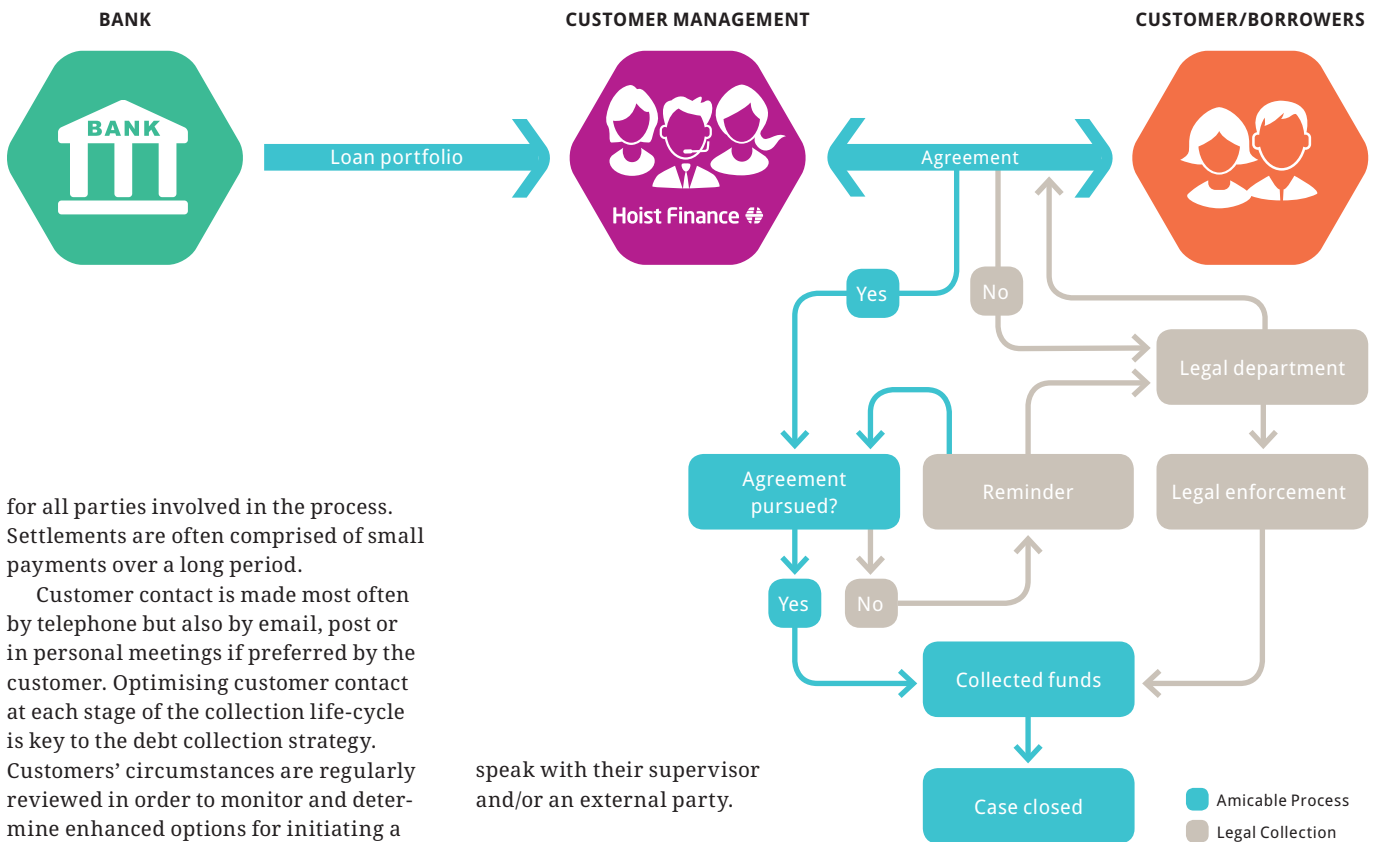 BANK
CUSTOMER MANAGEMENT
CUSTOMER/BORROWERS
BANK
Loan portfolio
Hoist Finance
Agreement
Yes
No
Legal department
Agreement
pursued?
Reminder
Legal enforcement
Yes
No
Collected funds
Case closed
Amicable Process
Legal Collection
for all parties involved in the process.
Settlements are often comprised of small
payments over a long period.
Customer contact is made most often
by telephone but also by email, post or
in personal meetings if preferred by the
customer. Optimising customer contact
at each stage of the collection life-cycle
is key to the debt collection strategy.
Customers’ circumstances are regularly
reviewed in order to monitor and deter-
mine enhanced options for initiating a
speak with their supervisor
and/or an external party.